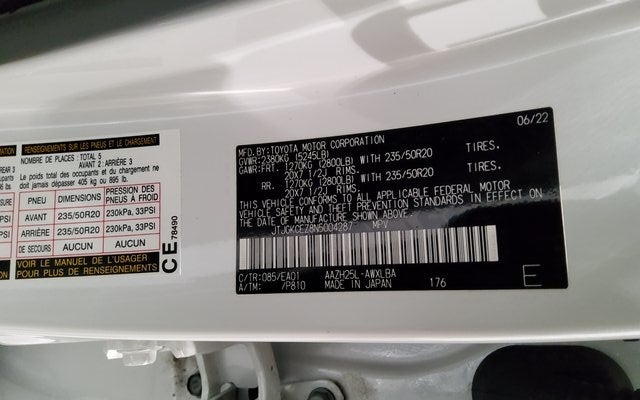 RMATION
REAR 3
RENSEIGNEMENTS SUR LES PNEUS ET LE CHARGEMENT
NOMBRE DE PLACES : TOTAL 5
AVANT 2 : ARRIÈRE 3
Le poids total des occupants et du chargement ne
doit jamais dépasser 405 kg ou 895 lb.
PNEU DIMENSIONS PRESSION DES PNEUS À FROID
AVANT 235/50R20 230kPa, 33PSI
ARRIÈRE 235/50R20 230kPa, 33PSI
DE SECOURS AUCUN AUCUN
VOIR LE MANUEL DE L'USAGER
POUR PLUS DE RENSEIGNEMENTS
CE 78490
06/22
MFD.BY:TOYOTA MOTOR CORPORATION
GVWR:2380KG (5245LB)
GAWR:FRT. 1270KG (2800LB) WITH 235/50R20 TIRES.
20X7 1/2J RIMS.
RR. 1270KG (2800LB) WITH 235/50R20 TIRES.
20X7 1/2J RIMS.
THIS VEHICLE CONFORMS TO ALL APPLICABLE FEDERAL MOTOR
VEHICLE SAFETY AND THEFT PREVENTION STANDARDS IN EFFECT ON
THE DATE OF MANUFACTURE SHOWN ABOVE.
JTJGKCEZ8N5004287 MPV
C/TR:085/EA01 AAZH25L-AWXLBA
A/TM: -/P810 MADE IN JAPAN 176 E